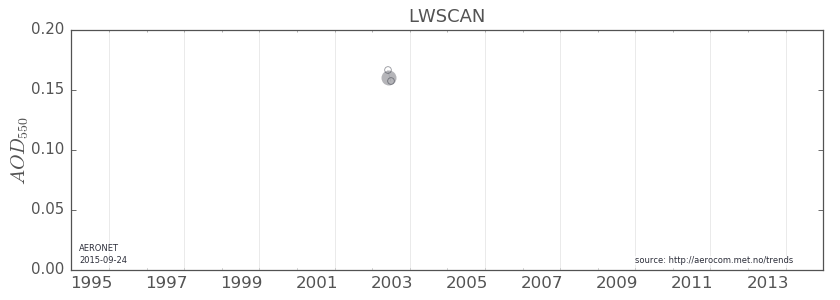 LWSCAN
0.20
0.15
0.10
0.05
0.00
AOD550
AERONET
2015-09-24
source: http://aerocom.met.no/trends
1995 1997 1999 2001 2003 2005 2007 2009 2011 2013